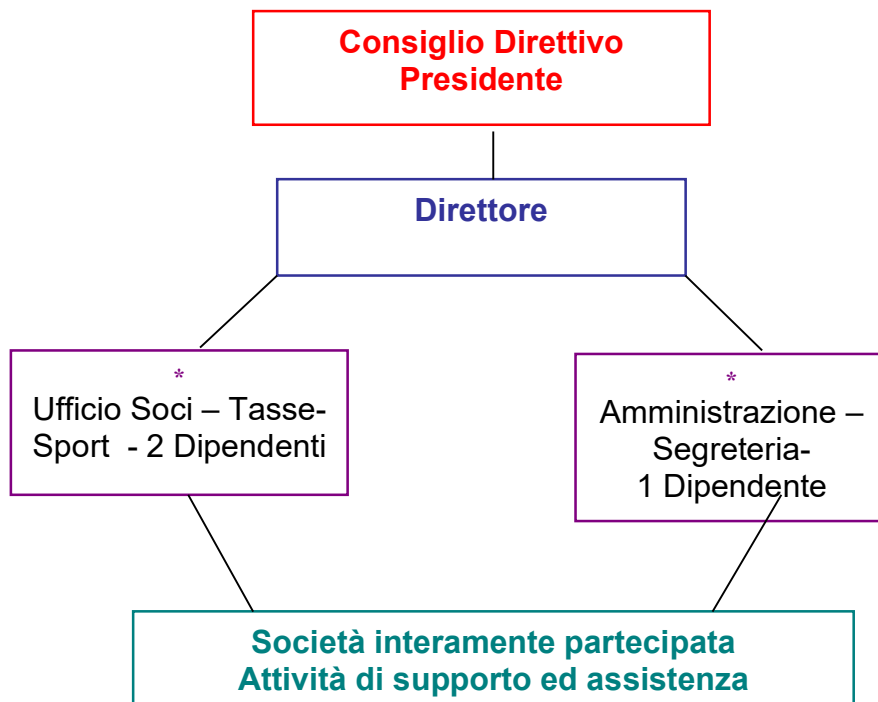 Consiglio Direttivo
Presidente
Direttore
*
Ufficio Soci – Tasse-
Sport - 2 Dipendenti
*
Amministrazione –
Segreteria-
1 Dipendente
Società interamente partecipata
Attività di supporto ed assistenza